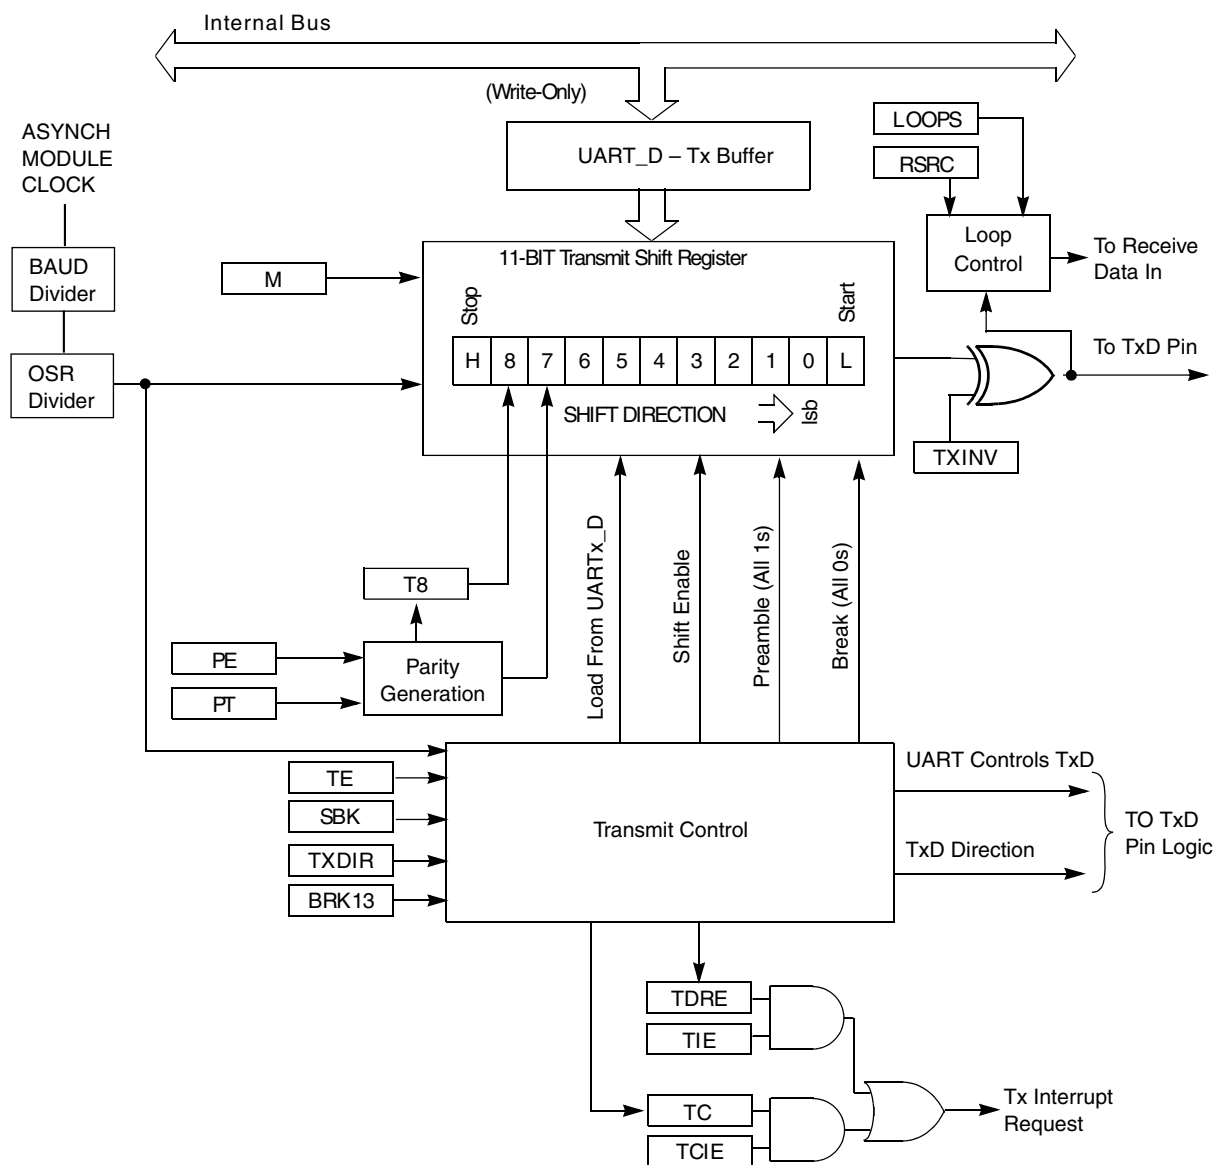 Internal Bus
(Write-Only)
UART_D – Tx Buffer
ASYNCH
MODULE
CLOCK
BAUD
Divider
OSR
Divider
LOOPS
RSRC
Loop
Control
To Receive
Data In
M
11-BIT Transmit Shift Register
Stop
Start
H 8 7 6 5 4 3 2 1 0 L
SHIFT DIRECTION
lsb
To TxD Pin
TXINV
T8
PE
PT
Parity
Generation
Load From UARTx_D
Shift Enable
Preamble (All 1s)
Break (All 0s)
TE
SBK
TXDIR
BRK13
Transmit Control
UART Controls TxD
TxD Direction
TO TxD
Pin Logic
TDRE
TIE
TC
TCIE
Tx Interrupt
Request